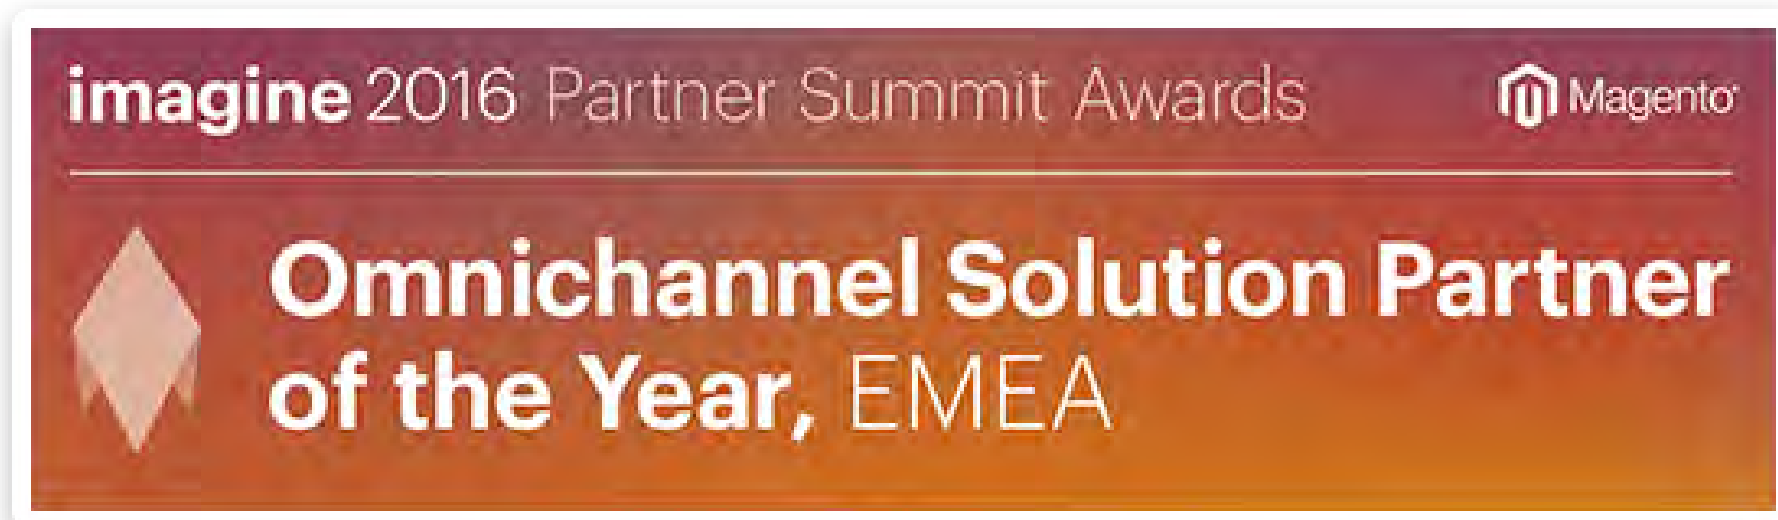 imagine 2016 Partner Summit Awards
Magento
Omnichannel Solution Partner
of the Year, EMEA